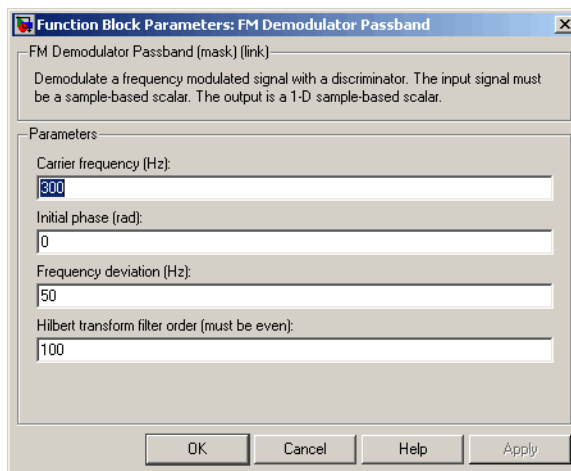 Function Block Parameters: FM Demodulator Passband
FM Demodulator Passband (mask) (link)
Demodulate a frequency modulated signal with a discriminator. The input signal must
be a sample-based scalar. The output is a 1-D sample-based scalar.
Parameters
Carrier frequency (Hz):
300
Initial phase (rad):
0
Frequency deviation (Hz):
50
Hilbert transform filter order (must be even):
100
OK Cancel Help Apply